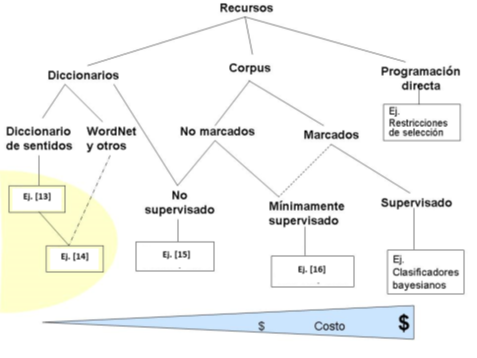 Recursos
Diccionarios
Corpus
Programación
directa
Ej.
Restricciones
de selección
Diccionario
de sentidos
WordNet
y otros
No marcados
Marcados
Ej. [13]
Ej. [14]
No
supervisado
Ej. [15]
Mínimamente
supervisado
Ej. [16]
Supervisado
Ej.
Clasificadores
bayesianos
$ Costo $